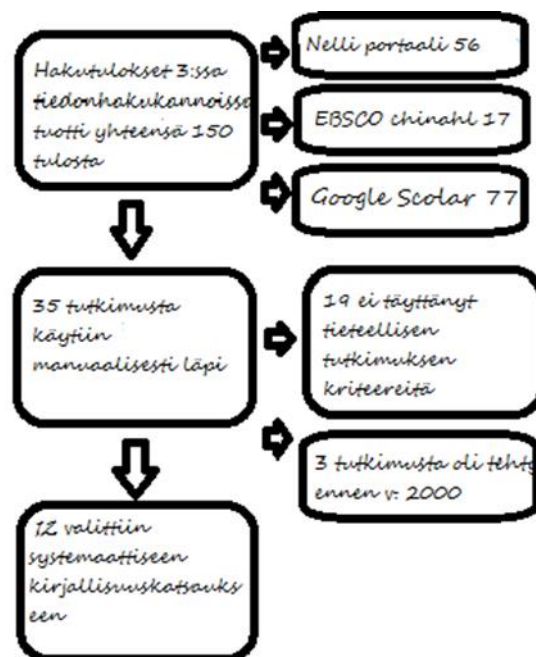 Hakutulokset 3:ssa
tiedonhakukannoissa
tuotti yhteensä 150
tulosta
Nelli portaali 56
EBSCO chinahl 17
Google Scolar 77
35 tutkimusta
käytiin
manuaalisesti läpi
19 ei täyttänyt
tieteellisen
tutkimuksen
kriteereitä
3 tutkimusta oli tehty
ennen v. 2000
12 valittiin
systemaattiseen
kirjallisuuskatsauks
een